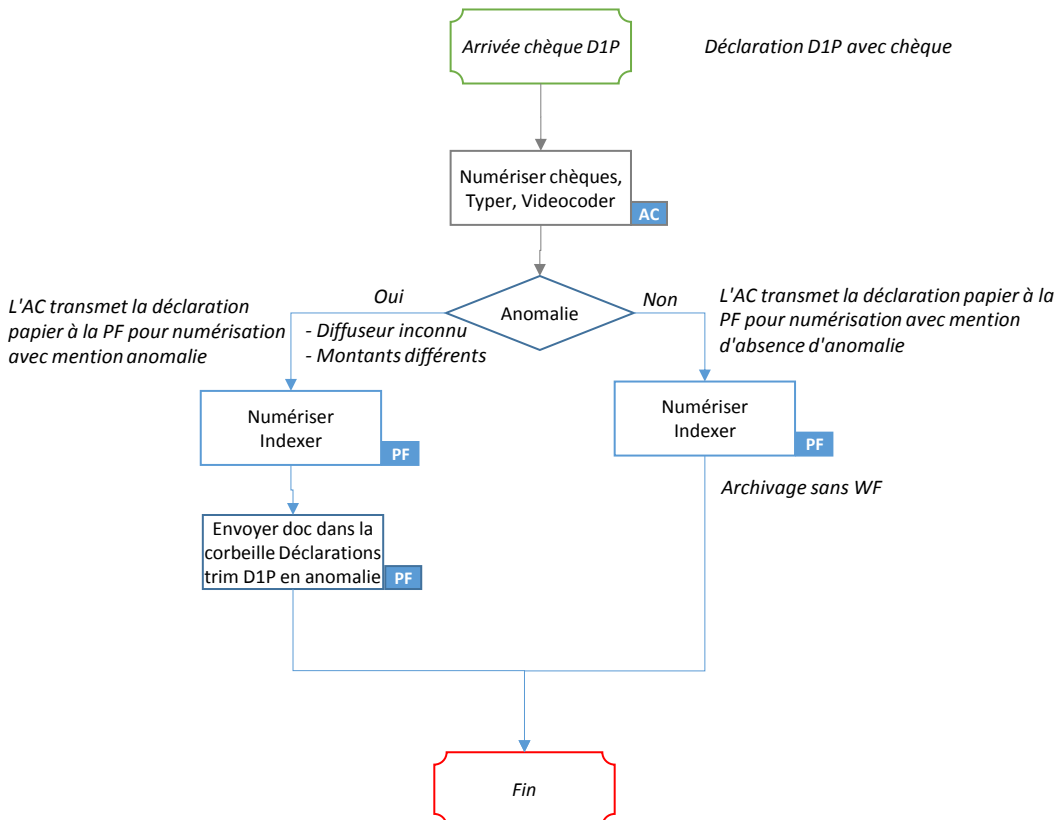 Arrivée chèque D1P
Déclaration D1P avec chèque
Numériser chèques,
Typer, Videocoder
AC
Anomalie
Oui
Non
L'AC transmet la déclaration
papier à la PF pour numérisation
avec mention anomalie
- Diffuseur inconnu
- Montants différents
L'AC transmet la déclaration papier à la
PF pour numérisation avec mention
d'absence d'anomalie
Numériser
Indexer
PF
Numériser
Indexer
PF
Archivage sans WF
Envoyer doc dans la
corbeille Déclarations
trim D1P en anomalie
PF
Fin